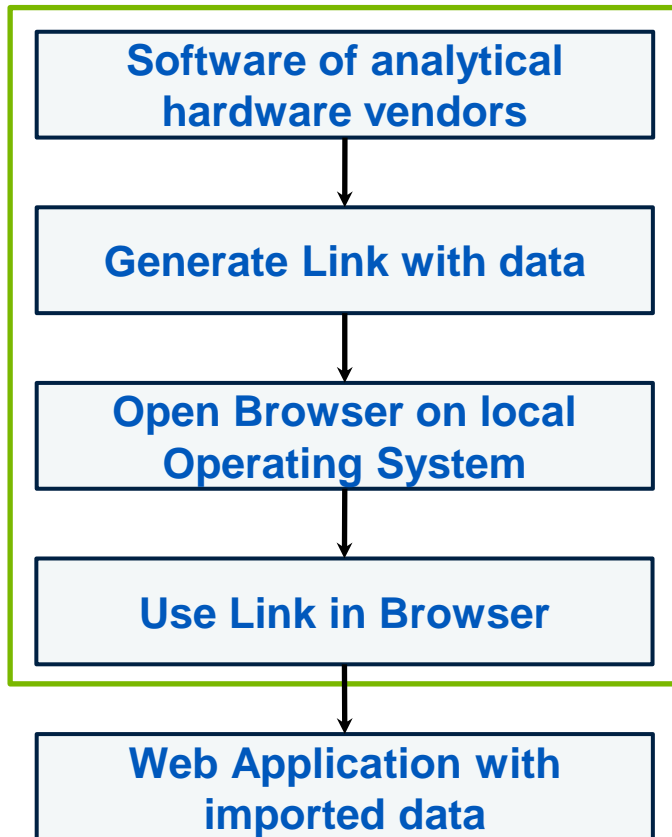 Software of analytical
hardware vendors
Generate Link with data
Open Browser on local
Operating System
Use Link in Browser
Web Application with
imported data